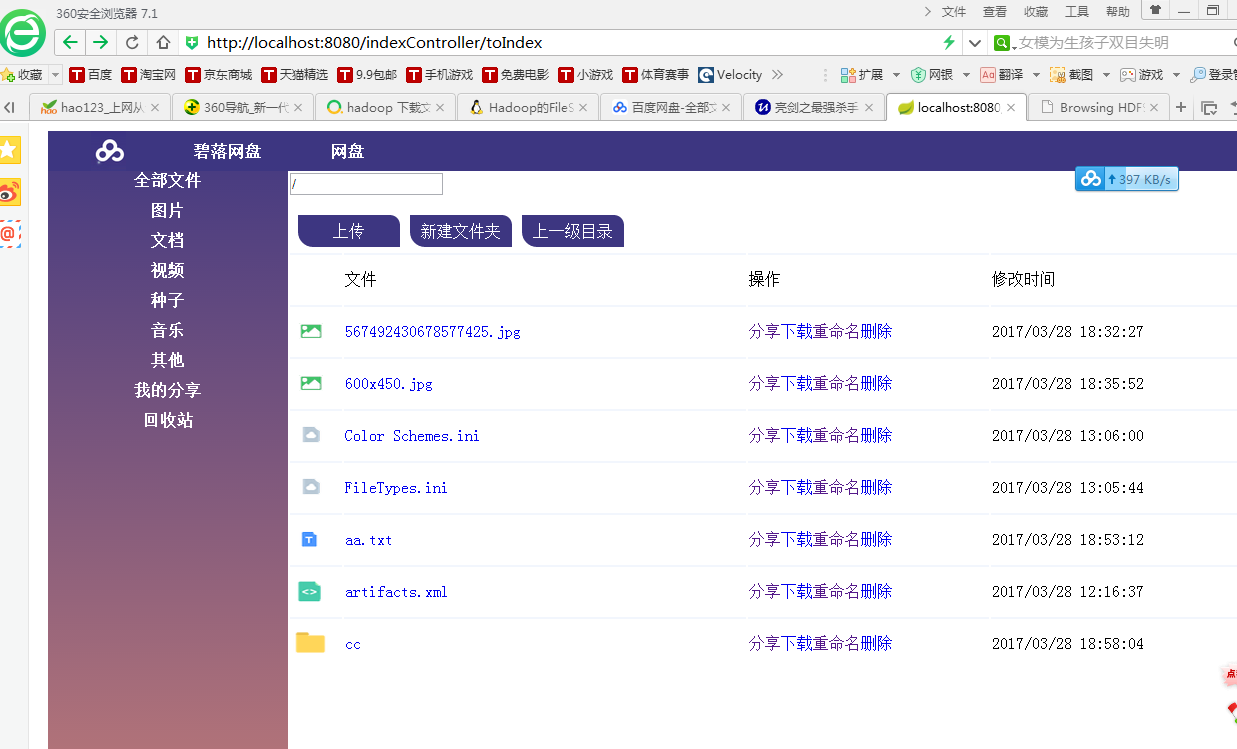 360安全浏览器 7.1
文件 查看 收藏 工具 帮助
http://localhost:8080/indexController/toIndex
女模为生孩子双目失明
收藏 百度 淘宝网 京东商城 天猫精选 9.9包邮 手机游戏 免费电影 小游戏 体育赛事 Velocity 扩展 网银 翻译 截图 游戏 登录
hao123_上网从 360导航_新一代 hadoop 下载文 Hadoop的FileS 百度网盘-全部文 亮剑之最强杀手 localhost:8080 Browsing HDF
碧落网盘 网盘
397 KB/s
全部文件
图片
文档
视频
种子
音乐
其他
我的分享
回收站
/
上传 新建文件夹 上一级目录
文件 操作 修改时间
567492430678577425.jpg 分享下载重命名删除 2017/03/28 18:32:27
600x450.jpg 分享下载重命名删除 2017/03/28 18:35:52
Color Schemes.ini 分享下载重命名删除 2017/03/28 13:06:00
FileTypes.ini 分享下载重命名删除 2017/03/28 13:05:44
aa.txt 分享下载重命名删除 2017/03/28 18:53:12
artifacts.xml 分享下载重命名删除 2017/03/28 12:16:37
cc 分享下载重命名删除 2017/03/28 18:58:04